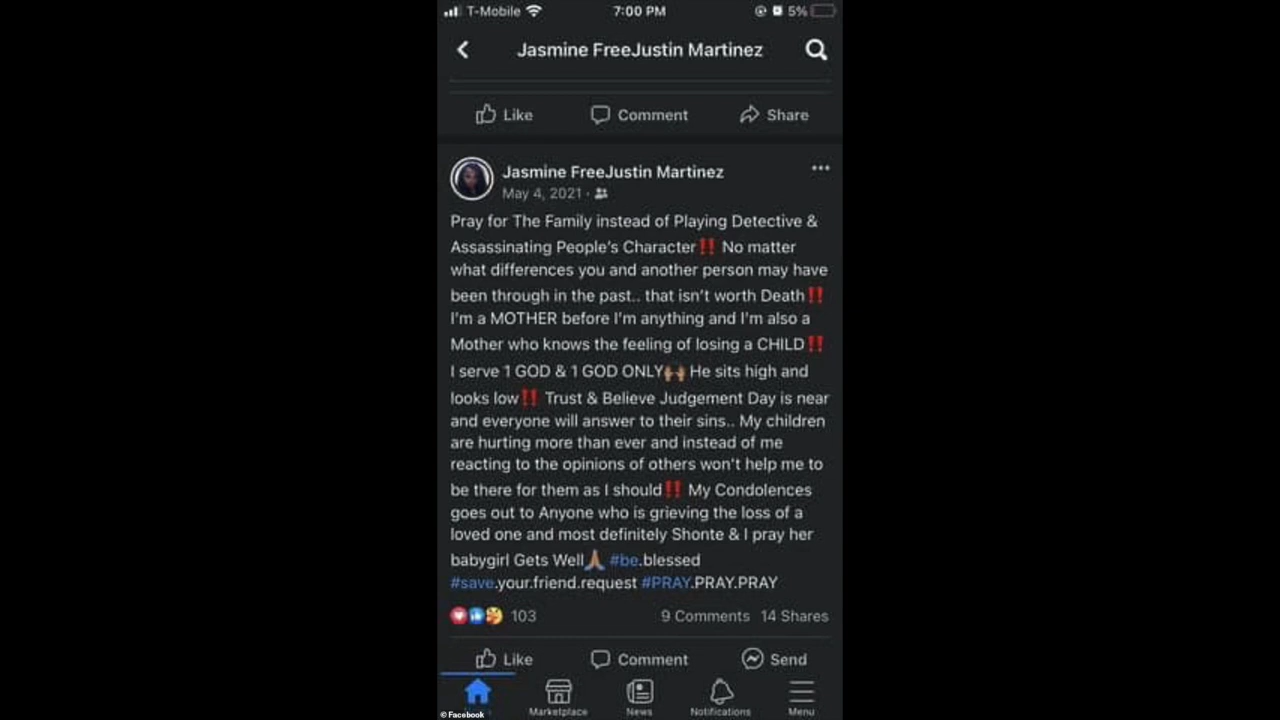 T-Mobile 7:00 PM 5%
Jasmine FreeJustin Martinez
Like Comment Share
Jasmine FreeJustin Martinez
May 4, 2021 ·
Pray for The Family instead of Playing Detective &
Assassinating People's Character‼️ No matter
what differences you and another person may have
been through in the past.. that isn't worth Death‼️
I'm a MOTHER before I'm anything and I'm also a
Mother who knows the feeling of losing a CHILD‼️
I serve 1 GOD & 1 GOD ONLY🙌🏽 He sits high and
looks low‼️ Trust & Believe Judgement Day is near
and everyone will answer to their sins.. My children
are hurting more than ever and instead of me
reacting to the opinions of others won't help me to
be there for them as I should‼️ My Condolences
goes out to Anyone who is grieving the loss of a
loved one and most definitely Shonte & I pray her
babygirl Gets Well🙏🏽 #be.blessed
#save.your.friend.request #PRAY.PRAY.PRAY
103 9 Comments 14 Shares
Like Comment Send
Marketplace News Notifications Menu
© Facebook